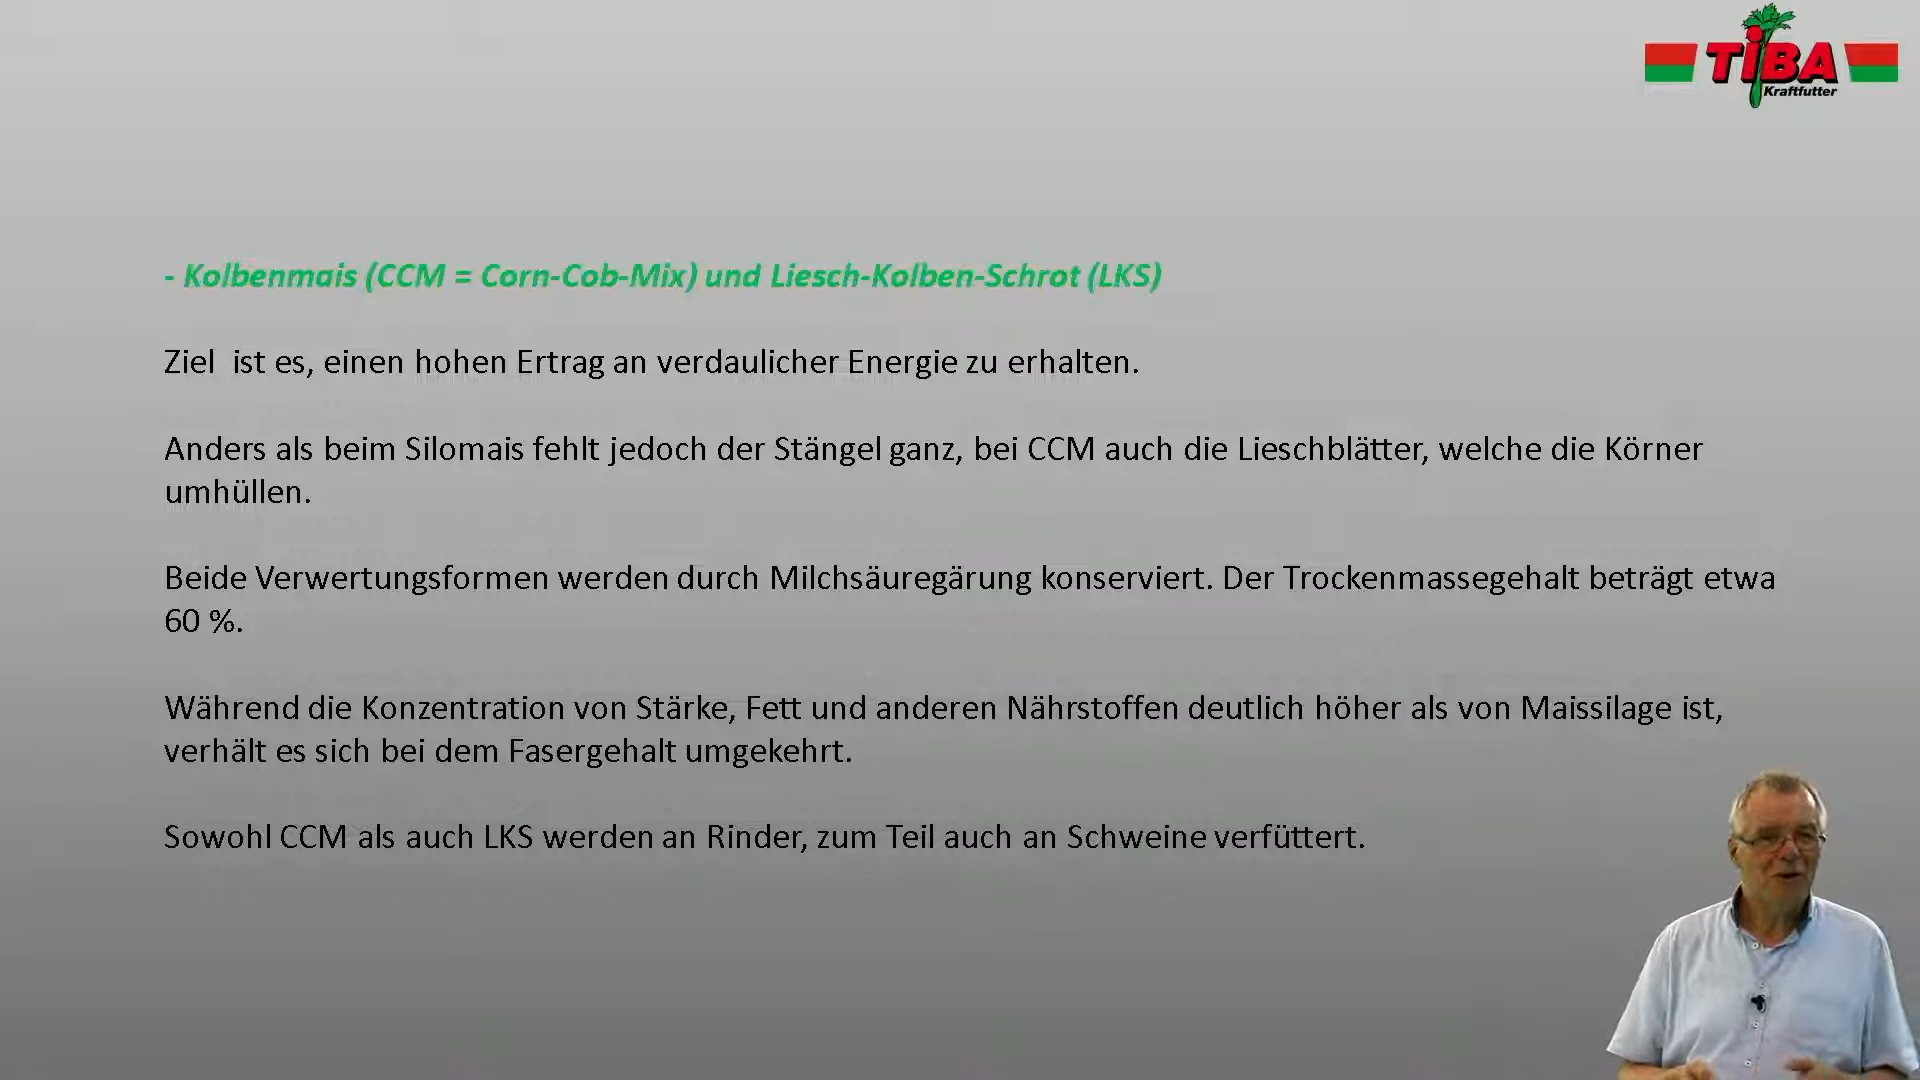 TiBA
Kraftfutter
- Kolbenmais (CCM = Corn-Cob-Mix) und Liesch-Kolben-Schrot (LKS)
Ziel  ist es, einen hohen Ertrag an verdaulicher Energie zu erhalten.
Anders als beim Silomais fehlt jedoch der Stängel ganz, bei CCM auch die Lieschblätter, welche die Körner
umhüllen.
Beide Verwertungsformen werden durch Milchsäuregärung konserviert. Der Trockenmassegehalt beträgt etwa
60 %.
Während die Konzentration von Stärke, Fett und anderen Nährstoffen deutlich höher als von Maissilage ist,
verhält es sich bei dem Fasergehalt umgekehrt.
Sowohl CCM als auch LKS werden an Rinder, zum Teil auch an Schweine verfüttert.